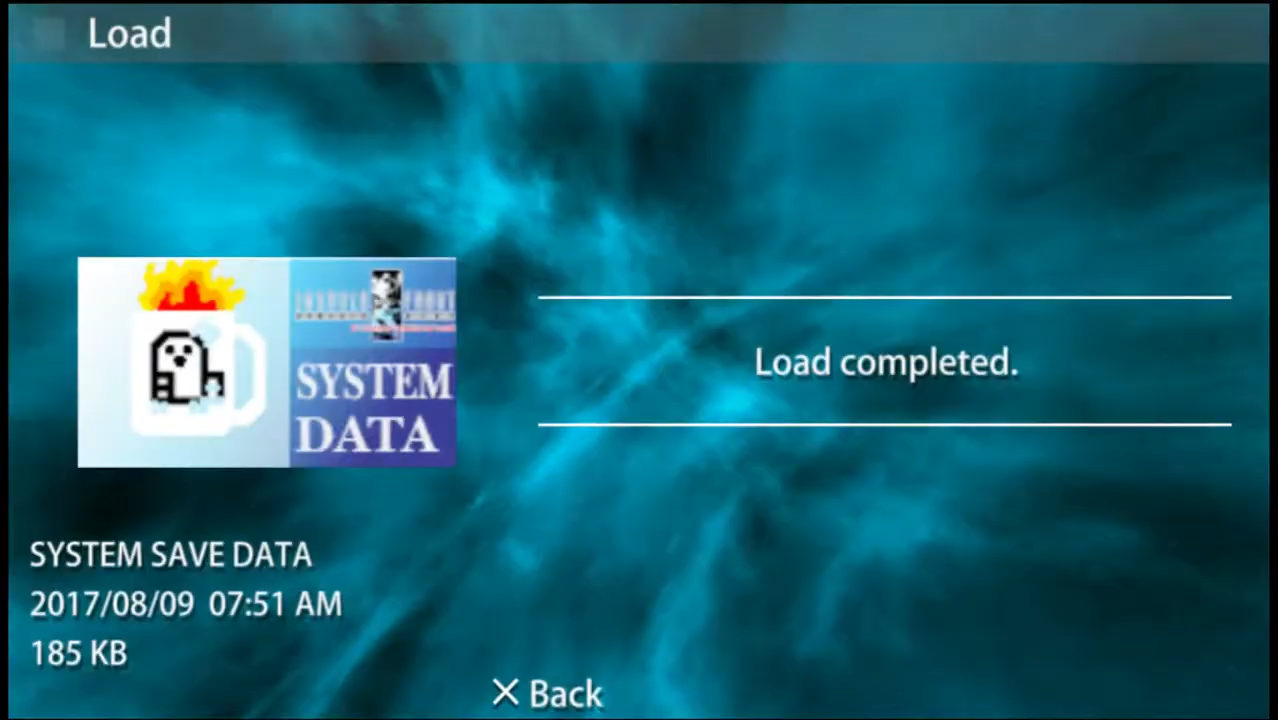 Load
SYSTEM
DATA
Load completed.
SYSTEM SAVE DATA
2017/08/09 07:51 AM
185 KB
X Back